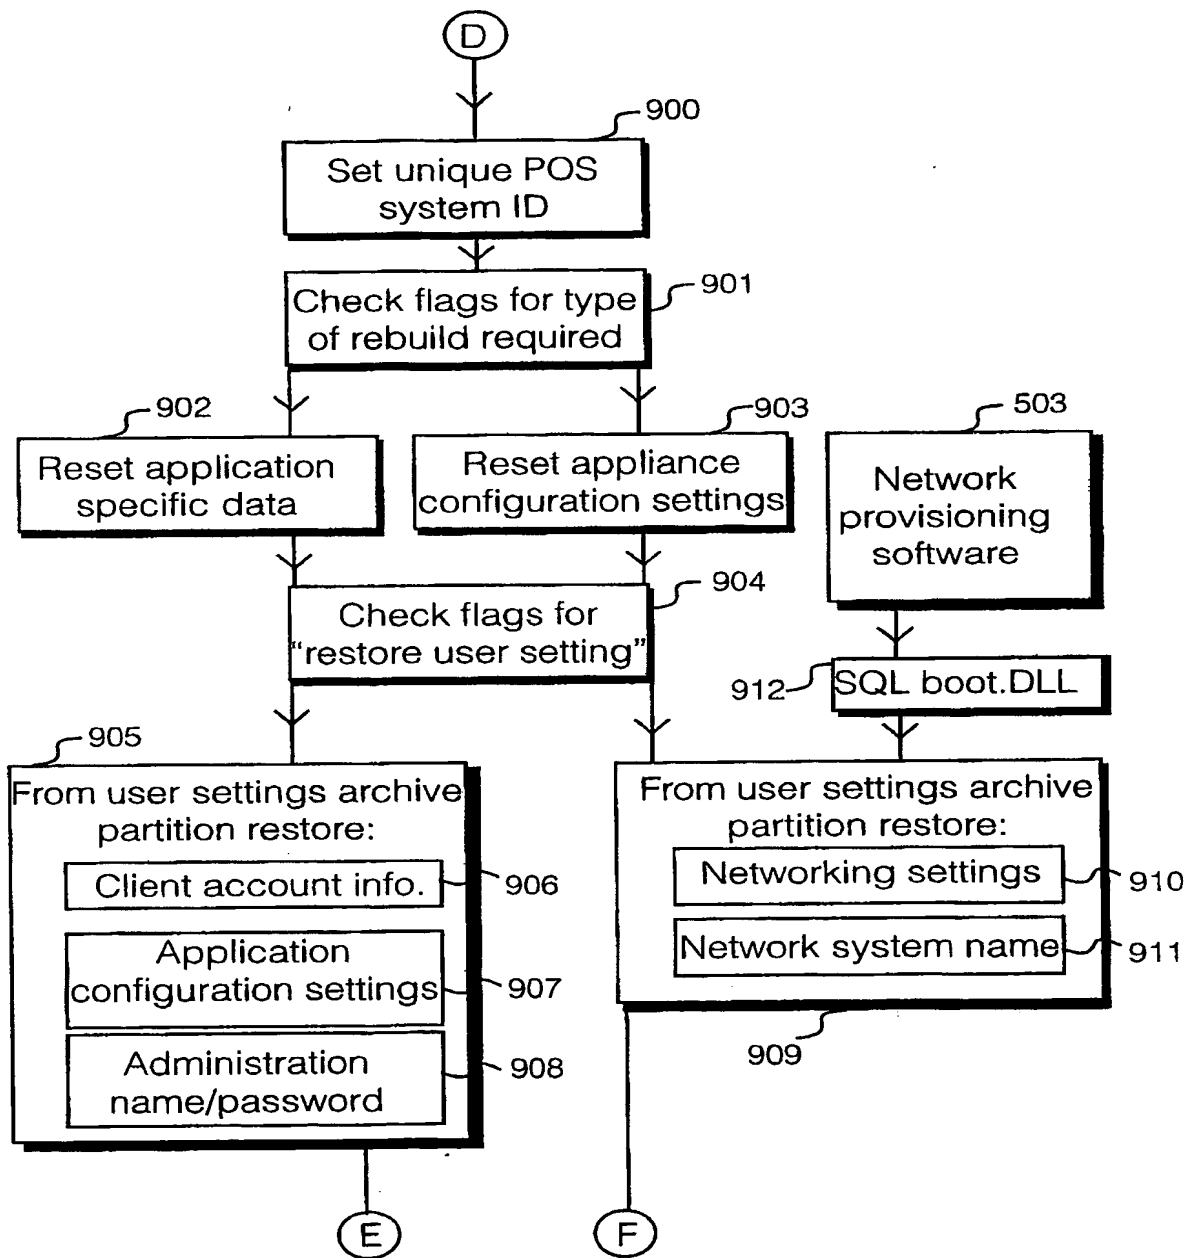 D
900
Set unique POS
system ID
901
Check flags for type
of rebuild required
902
903
503
Reset application
specific data
Reset appliance
configuration settings
Network
provisioning
software
904
Check flags for
“restore user setting”
912
SQL boot.DLL
905
From user settings archive
partition restore:
Client account info.
906
Application
configuration settings
907
Administration
name/password
908
From user settings archive
partition restore:
Networking settings
910
Network system name
911
909
E
F